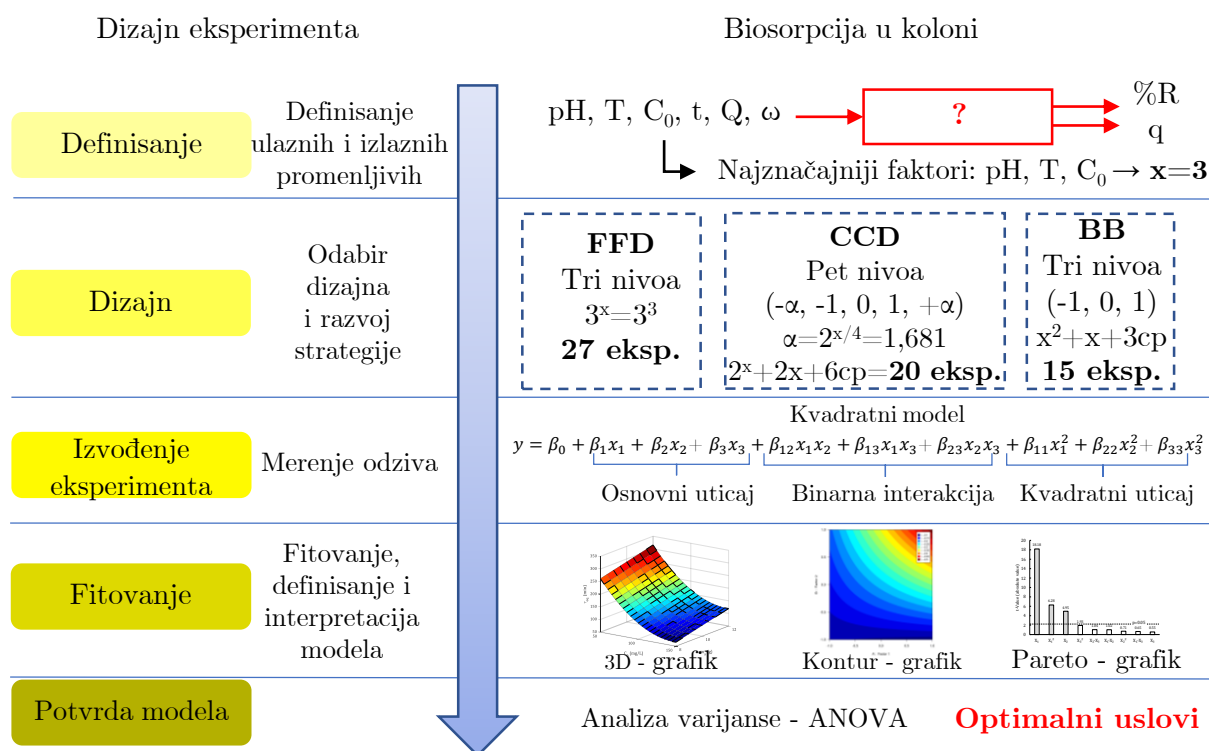 Dizajn eksperimenta
Biosorpcija u koloni
Definisanje
Definisanje
ulaznih i izlaznih
promenljivih
pH, T, C₀, t, Q, ω
?
%R
q
Najznačajniji faktori: pH, T, C₀ → x=3
Dizajn
Odabir
dizajna
i razvoj
strategije
FFD
Tri nivoa
3ˣ=3³
27 eksp.
CCD
Pet nivoa
(-α, -1, 0, 1, +α)
α=2^{x/4}=1,681
2ˣ+2x+6cp=20 eksp.
BB
Tri nivoa
(-1, 0, 1)
x²+x+3cp
15 eksp.
Izvođenje
eksperimenta
Merenje odziva
Kvadratni model
y = β₀ + β₁x₁ + β₂x₂ + β₃x₃ + β₁₂x₁x₂ + β₁₃x₁x₃ + β₂₃x₂x₃ + β₁₁x₁² + β₂₂x₂² + β₃₃x₃²
Osnovni uticaj
Binarna interakcija
Kvadratni uticaj
Fitovanje
Fitovanje,
definisanje i
interpretacija
modela
3D - grafik
Kontur - grafik
Pareto - grafik
Potvrda modela
Analiza varijanse - ANOVA
Optimalni uslovi